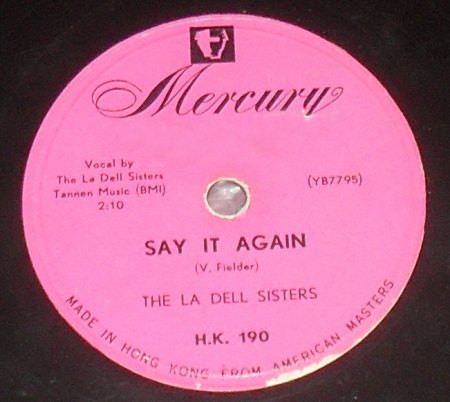 Mercury
Vocal by
The La Dell Sisters
Tannen Music (BMI)
2:10
(YB7795)
SAY IT AGAIN
(V. Fielder)
THE LA DELL SISTERS
H.K. 190
MADE IN HONG KONG FROM AMERICAN MASTERS